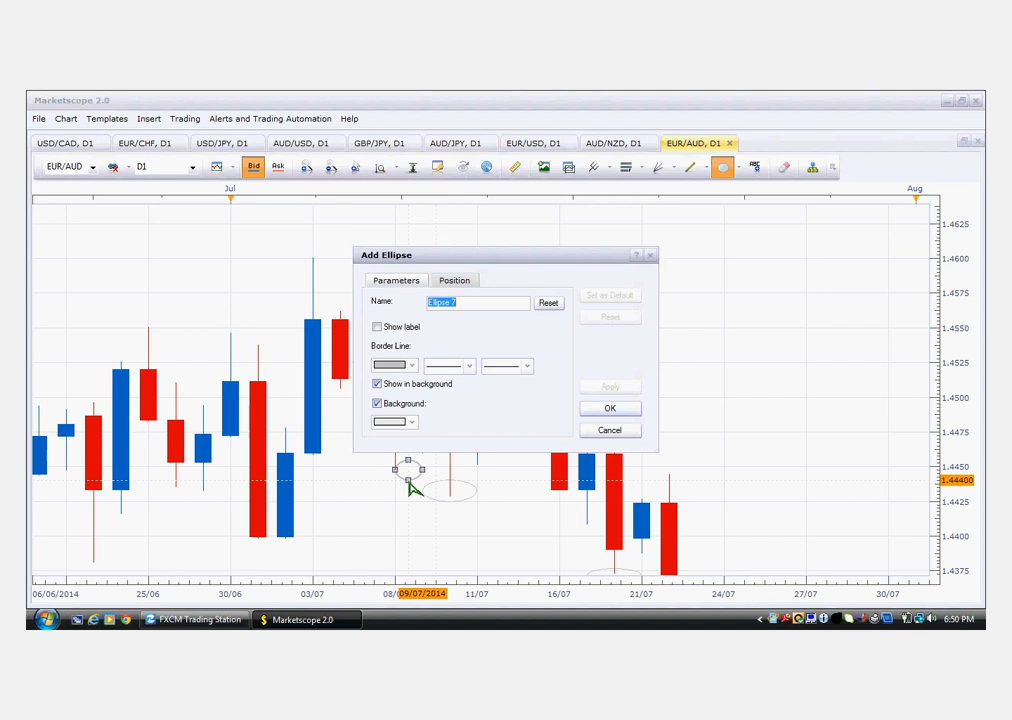 Marketscope 2.0
File Chart Templates Insert Trading Alerts and Trading Automation Help
USD/CAD, D1 EUR/CHF, D1 USD/JPY, D1 AUD/USD, D1 GBP/JPY, D1 AUD/JPY, D1 EUR/USD, D1 AUD/NZD, D1 EUR/AUD, D1
EUR/AUD D1 Bid Ask ABC
Jul Aug
1.4625
1.4600
1.4575
1.4550
1.4525
1.4500
1.4475
1.4450
1.44400
1.4425
1.4400
1.4375
Add Ellipse
Parameters Position
Name: Ellipse 7 Reset
Set as Default
Reset
Show label
Border Line:
Show in background
Apply
Background:
OK
Cancel
06/06/2014 25/06 30/06 03/07 08/ 09/07/2014 11/07 16/07 21/07 24/07 27/07 30/07
FXCM Trading Station Marketscope 2.0 6:50 PM